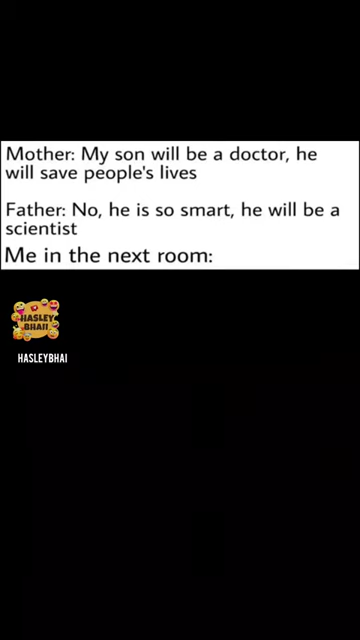 Mother: My son will be a doctor, he
will save people's lives
Father: No, he is so smart, he will be a
scientist
Me in the next room:
HASLEY
BHAII
HASLEYBHAI